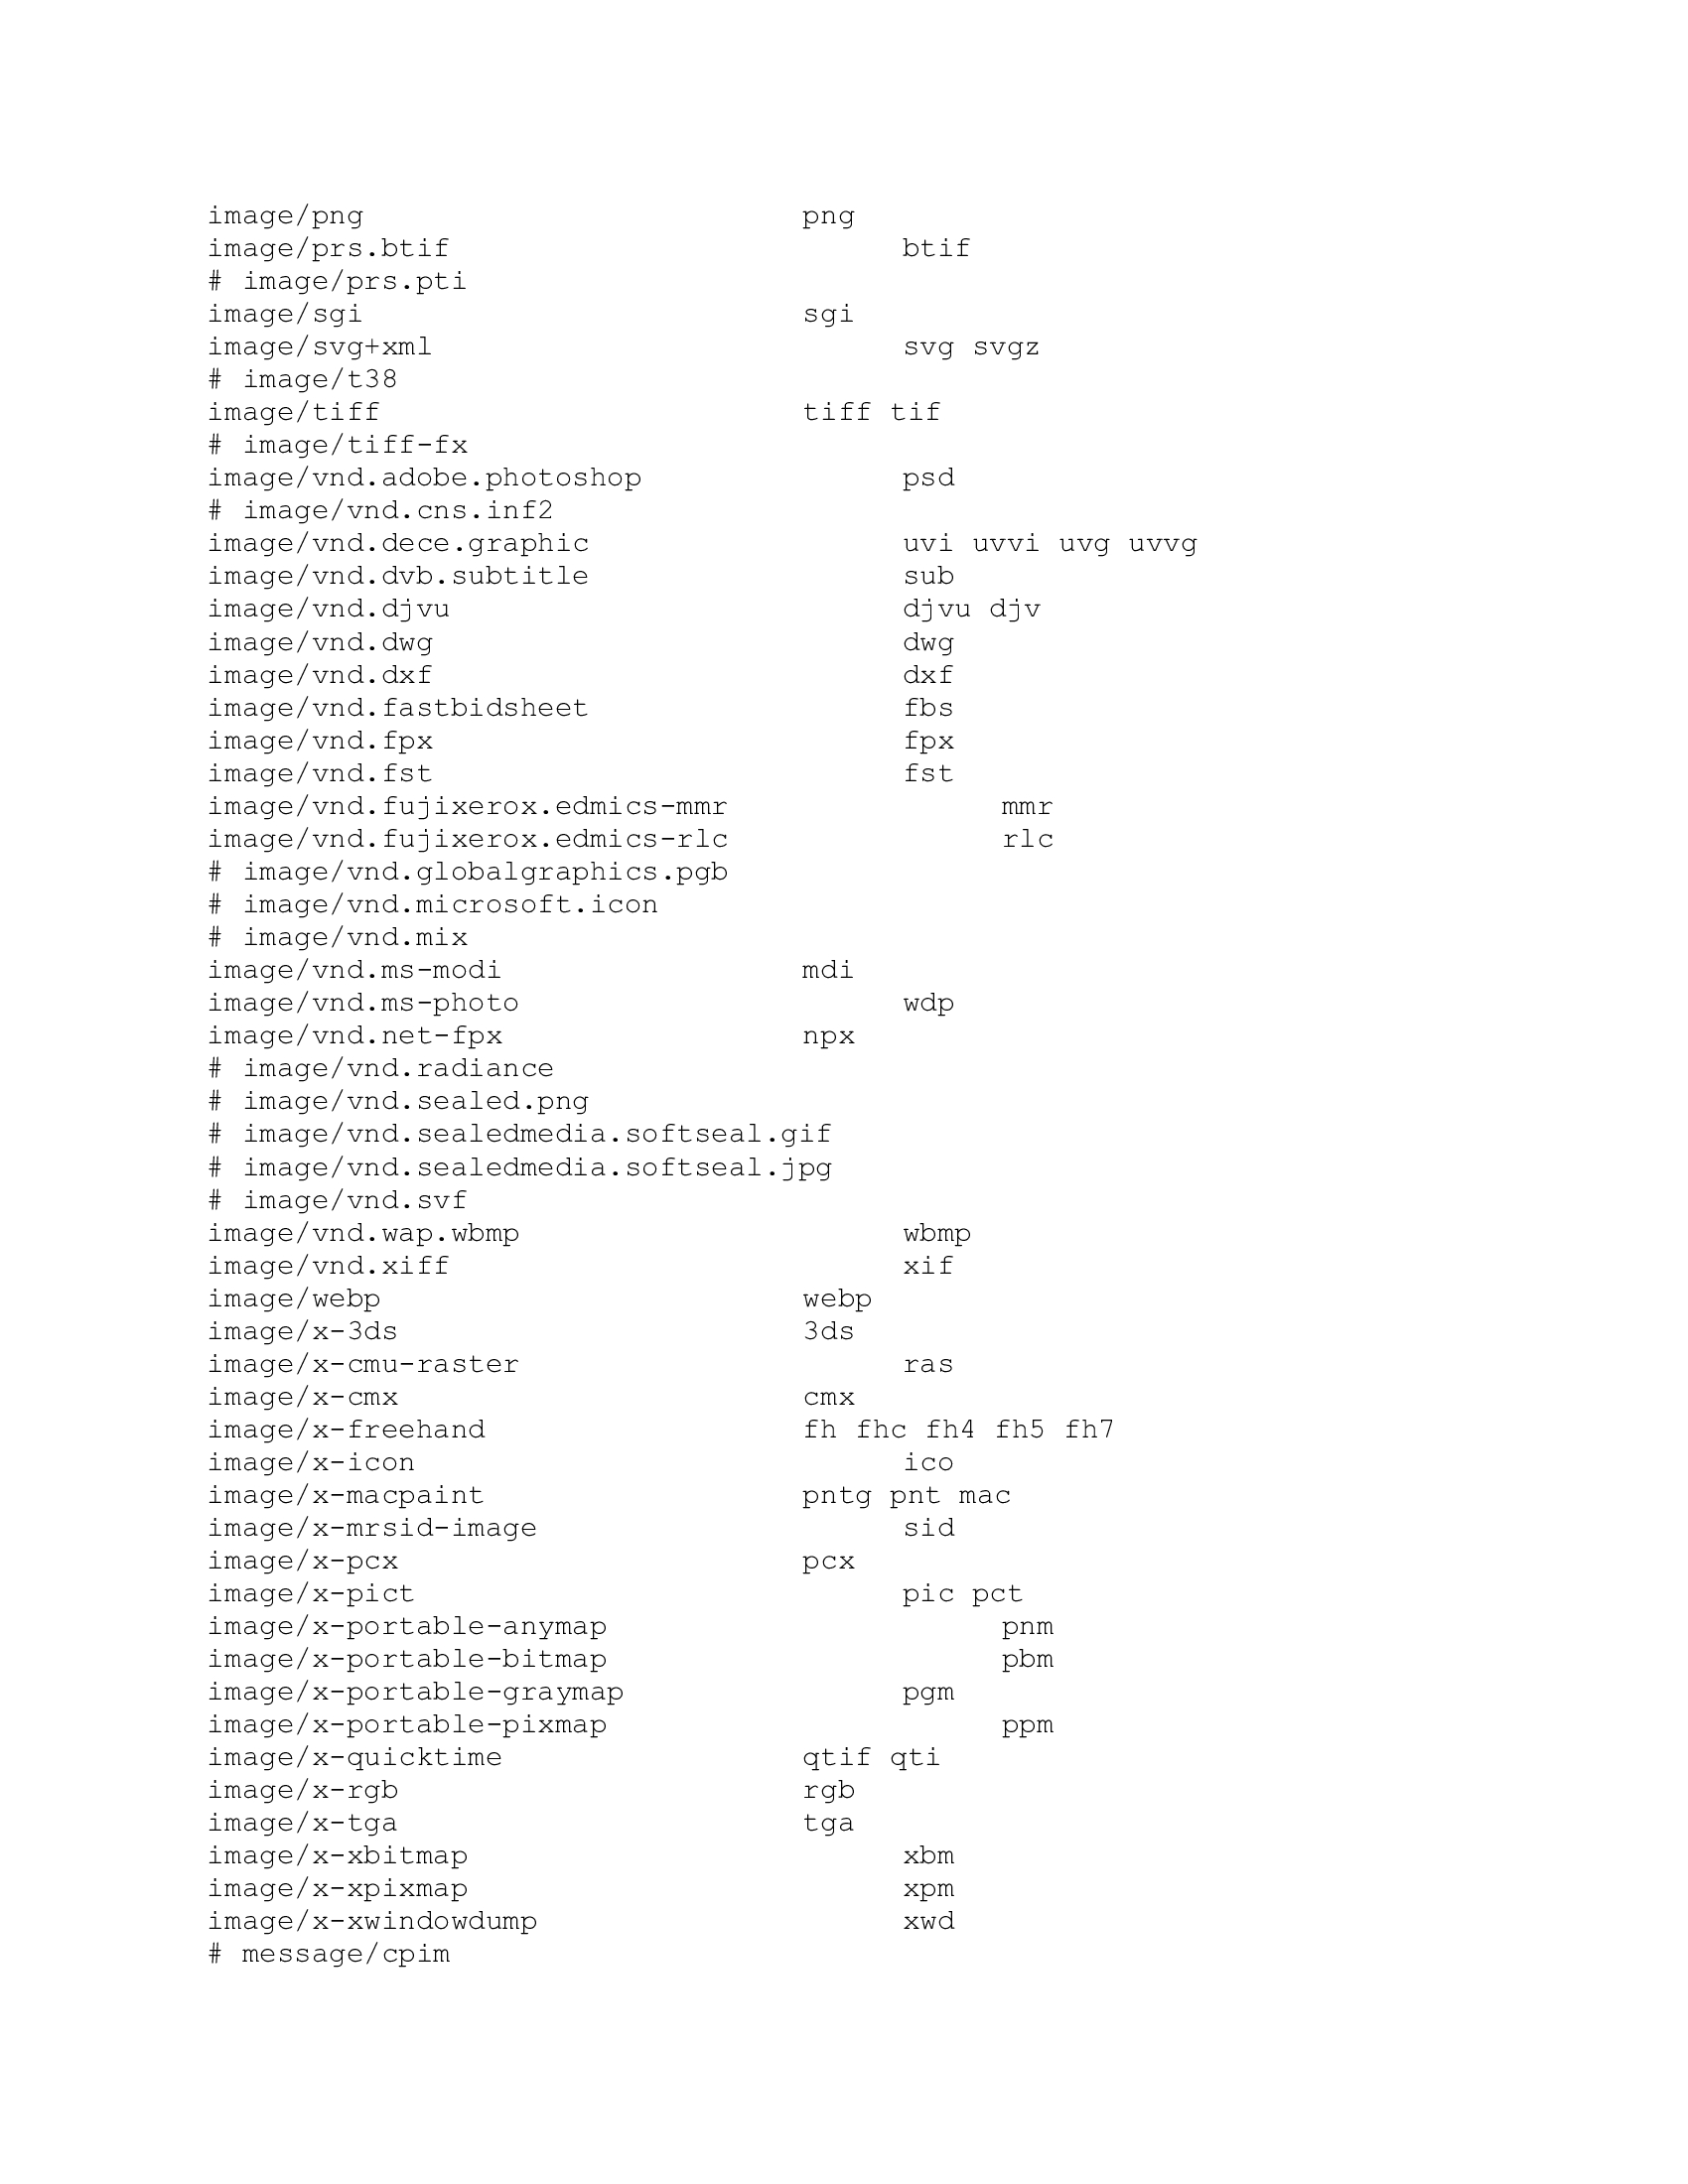 image/png png
image/prs.btif btif
# image/prs.pti
image/sgi sgi
image/svg+xml svg svgz
# image/t38
image/tiff tiff tif
# image/tiff-fx
image/vnd.adobe.photoshop psd
# image/vnd.cns.inf2
image/vnd.dece.graphic uvi uvvi uvg uvvg
image/vnd.dvb.subtitle sub
image/vnd.djvu djvu djv
image/vnd.dwg dwg
image/vnd.dxf dxf
image/vnd.fastbidsheet fbs
image/vnd.fpx fpx
image/vnd.fst fst
image/vnd.fujixerox.edmics-mmr mmr
image/vnd.fujixerox.edmics-rlc rlc
# image/vnd.globalgraphics.pgb
# image/vnd.microsoft.icon
# image/vnd.mix
image/vnd.ms-modi mdi
image/vnd.ms-photo wdp
image/vnd.net-fpx npx
# image/vnd.radiance
# image/vnd.sealed.png
# image/vnd.sealedmedia.softseal.gif
# image/vnd.sealedmedia.softseal.jpg
# image/vnd.svf
image/vnd.wap.wbmp wbmp
image/vnd.xiff xif
image/webp webp
image/x-3ds 3ds
image/x-cmu-raster ras
image/x-cmx cmx
image/x-freehand fh fhc fh4 fh5 fh7
image/x-icon ico
image/x-macpaint pntg pnt mac
image/x-mrsid-image sid
image/x-pcx pcx
image/x-pict pic pct
image/x-portable-anymap pnm
image/x-portable-bitmap pbm
image/x-portable-graymap pgm
image/x-portable-pixmap ppm
image/x-quicktime qtif qti
image/x-rgb rgb
image/x-tga tga
image/x-xbitmap xbm
image/x-xpixmap xpm
image/x-xwindowdump xwd
# message/cpim